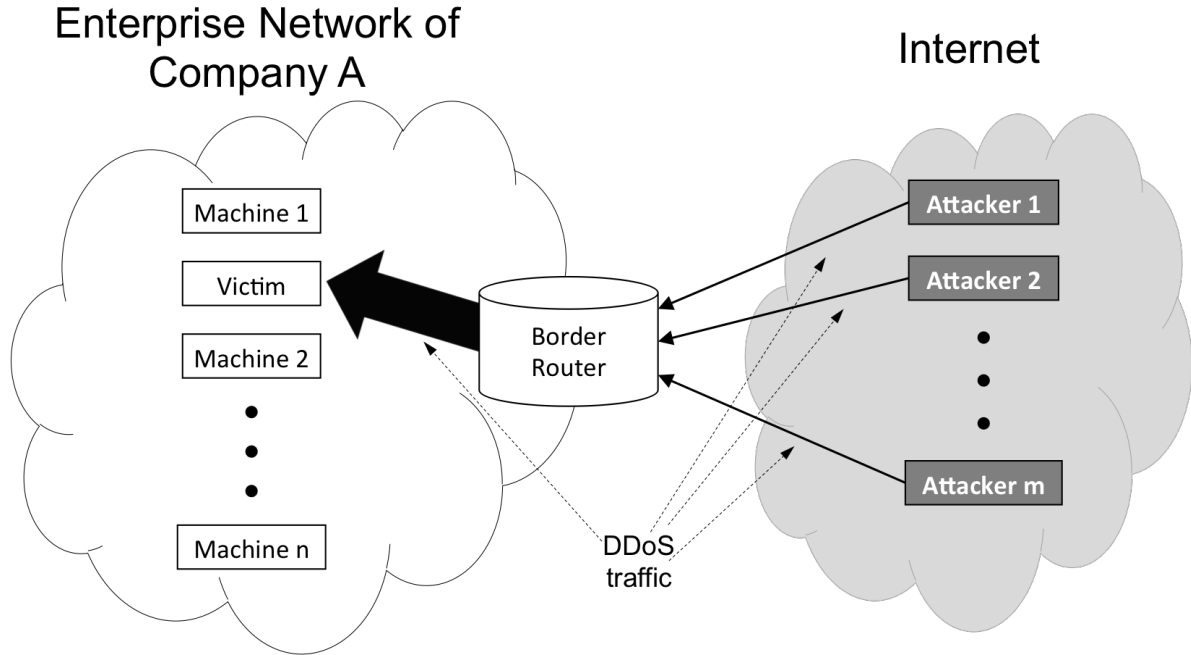 Enterprise Network of
Company A
Internet
Machine 1
Victim
Machine 2
Machine n
Border
Router
Attacker 1
Attacker 2
Attacker m
DDoS
traffic